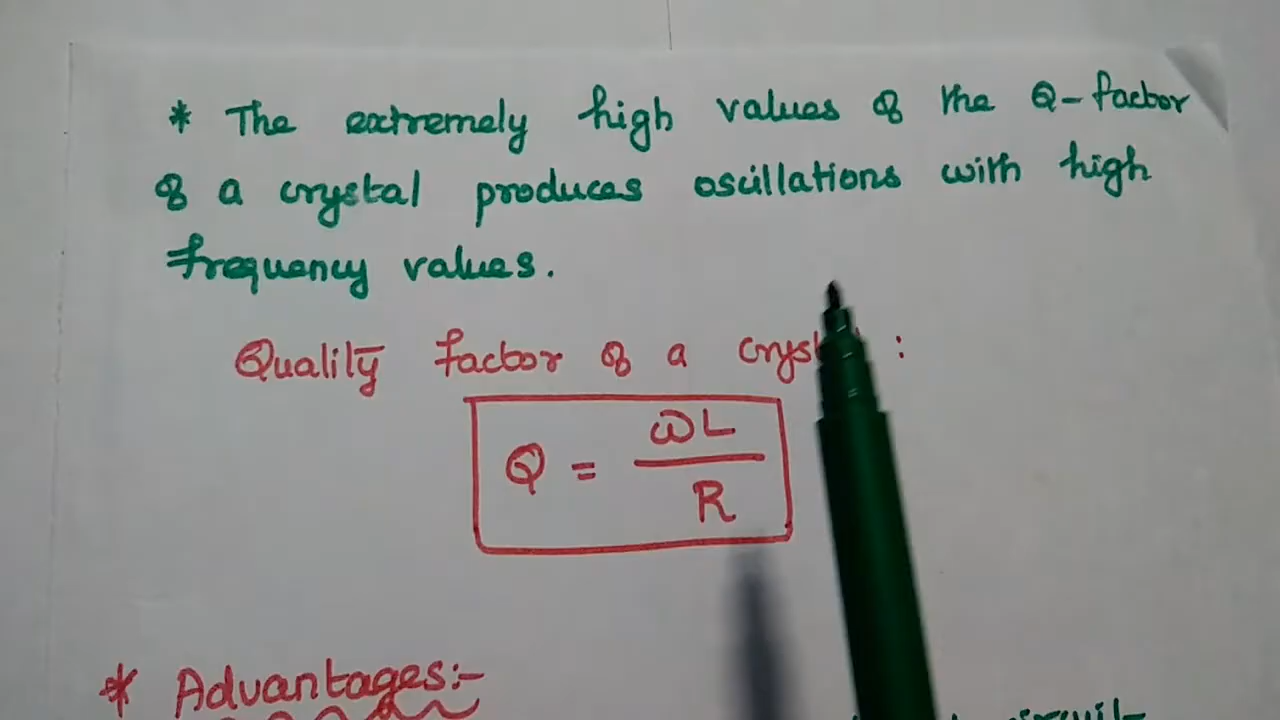 * The extremely high values of the Q-factor
of a crystal produces oscillations with high
frequency values.
Quality factor of a :
Q = ωL / R
* Advantages:-